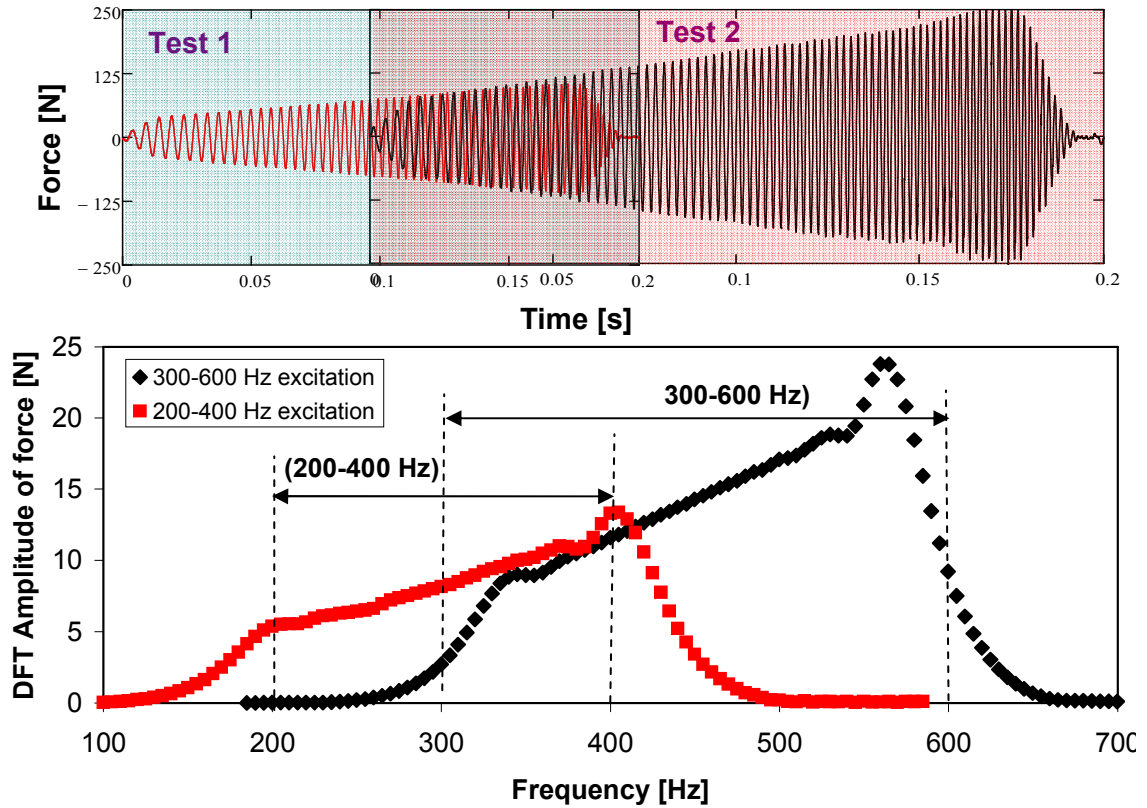 250
Test 1
Test 2
125
0
− 125
− 250
Force [N]
0
0.05
0.1
0
0.15
0.05
0.2
0.1
0.15
0.2
Time [s]
25
20
15
10
5
0
DFT Amplitude of force [N]
300-600 Hz excitation
200-400 Hz excitation
300-600 Hz)
(200-400 Hz)
100
200
300
400
500
600
700
Frequency [Hz]